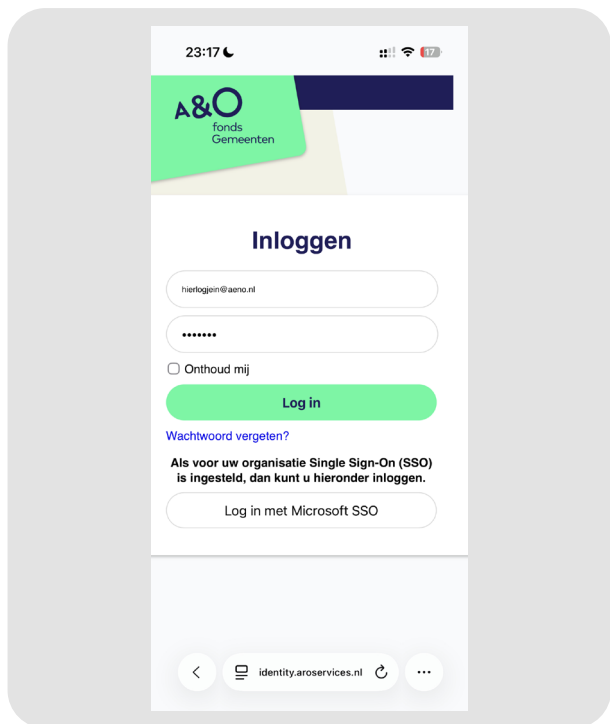 23:17
17
A&O
fonds
Gemeenten
Inloggen
hierlogjein@aeno.nl
•••••••
Onthoud mij
Log in
Wachtwoord vergeten?
Als voor uw organisatie Single Sign-On (SSO)
is ingesteld, dan kunt u hieronder inloggen.
Log in met Microsoft SSO
identity.aroservices.nl